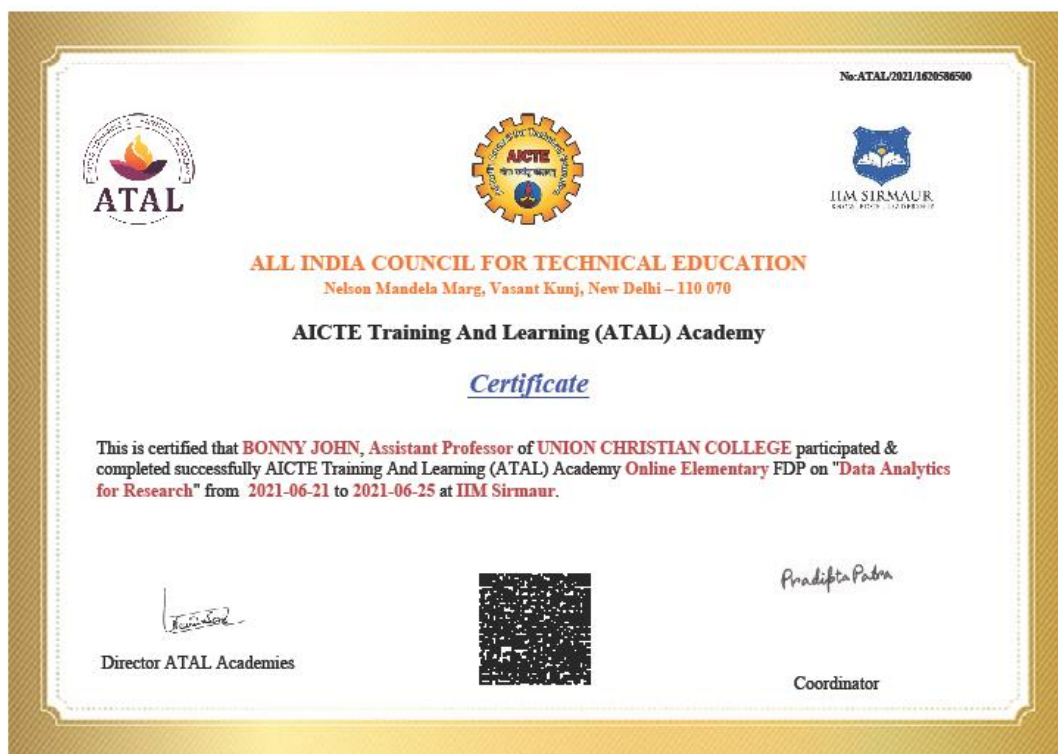 No:ATAL/2021/1620586500
ATAL
AICTE
IIM SIRMAUR
ALL INDIA COUNCIL FOR TECHNICAL EDUCATION
Nelson Mandela Marg, Vasant Kunj, New Delhi – 110 070
AICTE Training And Learning (ATAL) Academy
Certificate
This is certified that BONNY JOHN, Assistant Professor of UNION CHRISTIAN COLLEGE participated &
completed successfully AICTE Training And Learning (ATAL) Academy Online Elementary FDP on "Data Analytics
for Research" from 2021-06-21 to 2021-06-25 at IIM Sirmaur.
Pradipta Patra
Director ATAL Academies
Coordinator